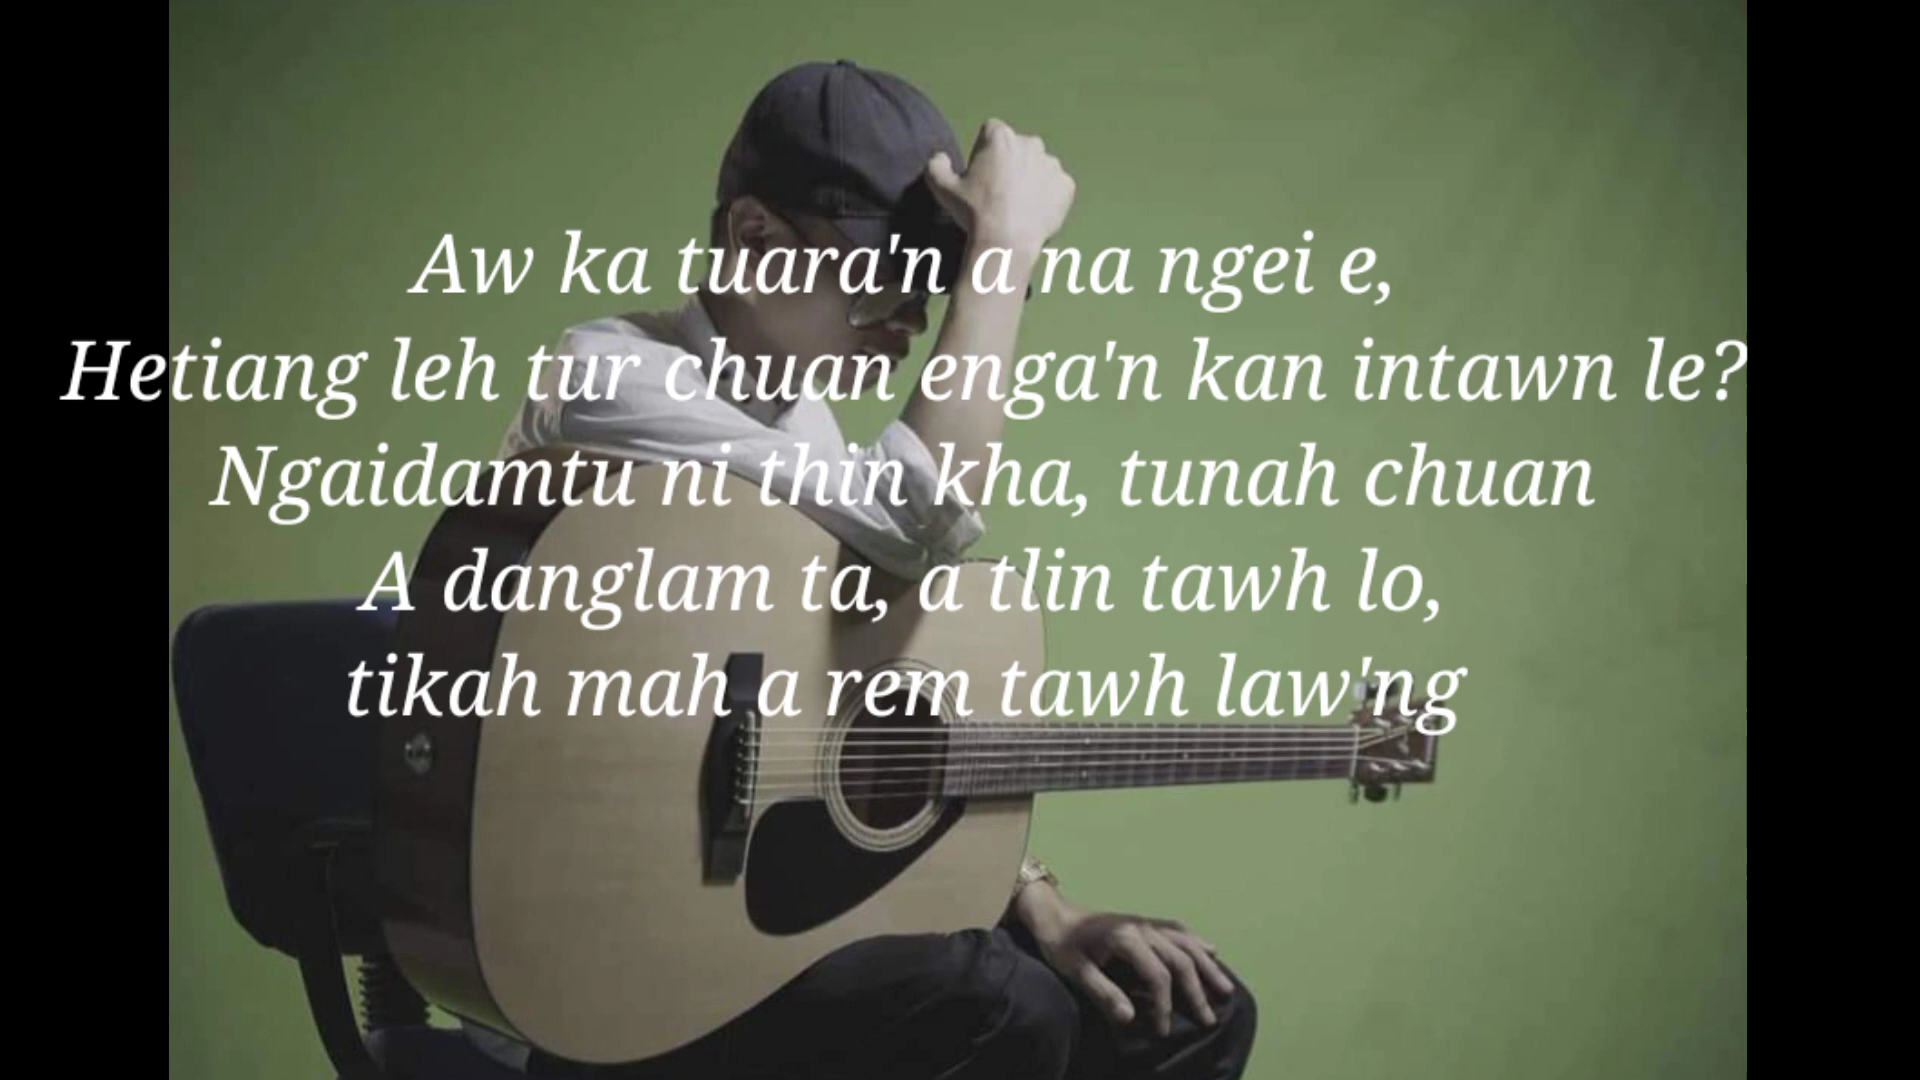 Aw ka tuara'n a na ngei e,
Hetiang leh tur chuan enga'n kan intawn le?
Ngaidamtu ni thin kha, tunah chuan
A danglam ta, a tlin tawh lo,
tikah mah a rem tawh law'ng